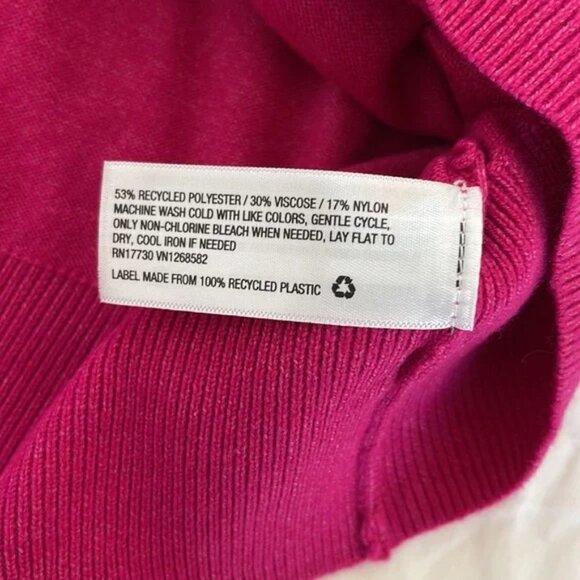 53% RECYCLED POLYESTER / 30% VISCOSE / 17% NYLON
MACHINE WASH COLD WITH LIKE COLORS, GENTLE CYCLE,
ONLY NON-CHLORINE BLEACH WHEN NEEDED, LAY FLAT TO
DRY, COOL IRON IF NEEDED
RN17730 VN1268582
LABEL MADE FROM 100% RECYCLED PLASTIC